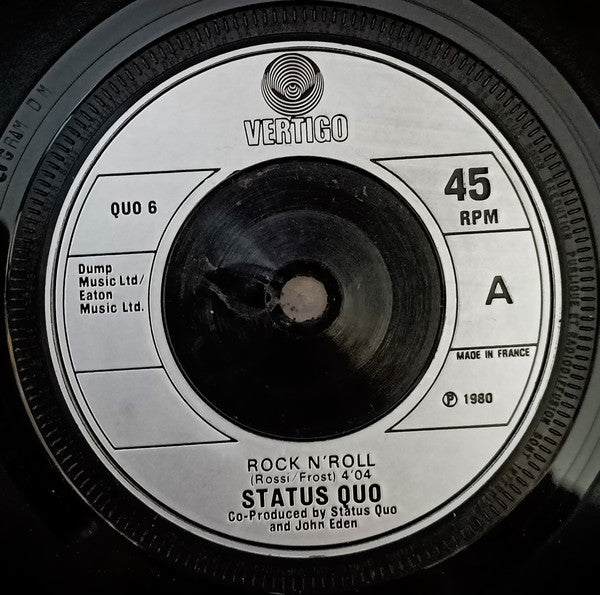 VERTIGO
QUO 6
45
RPM
Dump
Music Ltd/
Eaton
Music Ltd.
A
MADE IN FRANCE
℗ 1980
ROCK N'ROLL
(Rossi/Frost) 4'04
STATUS QUO
Co-Produced by Status Quo
and John Eden